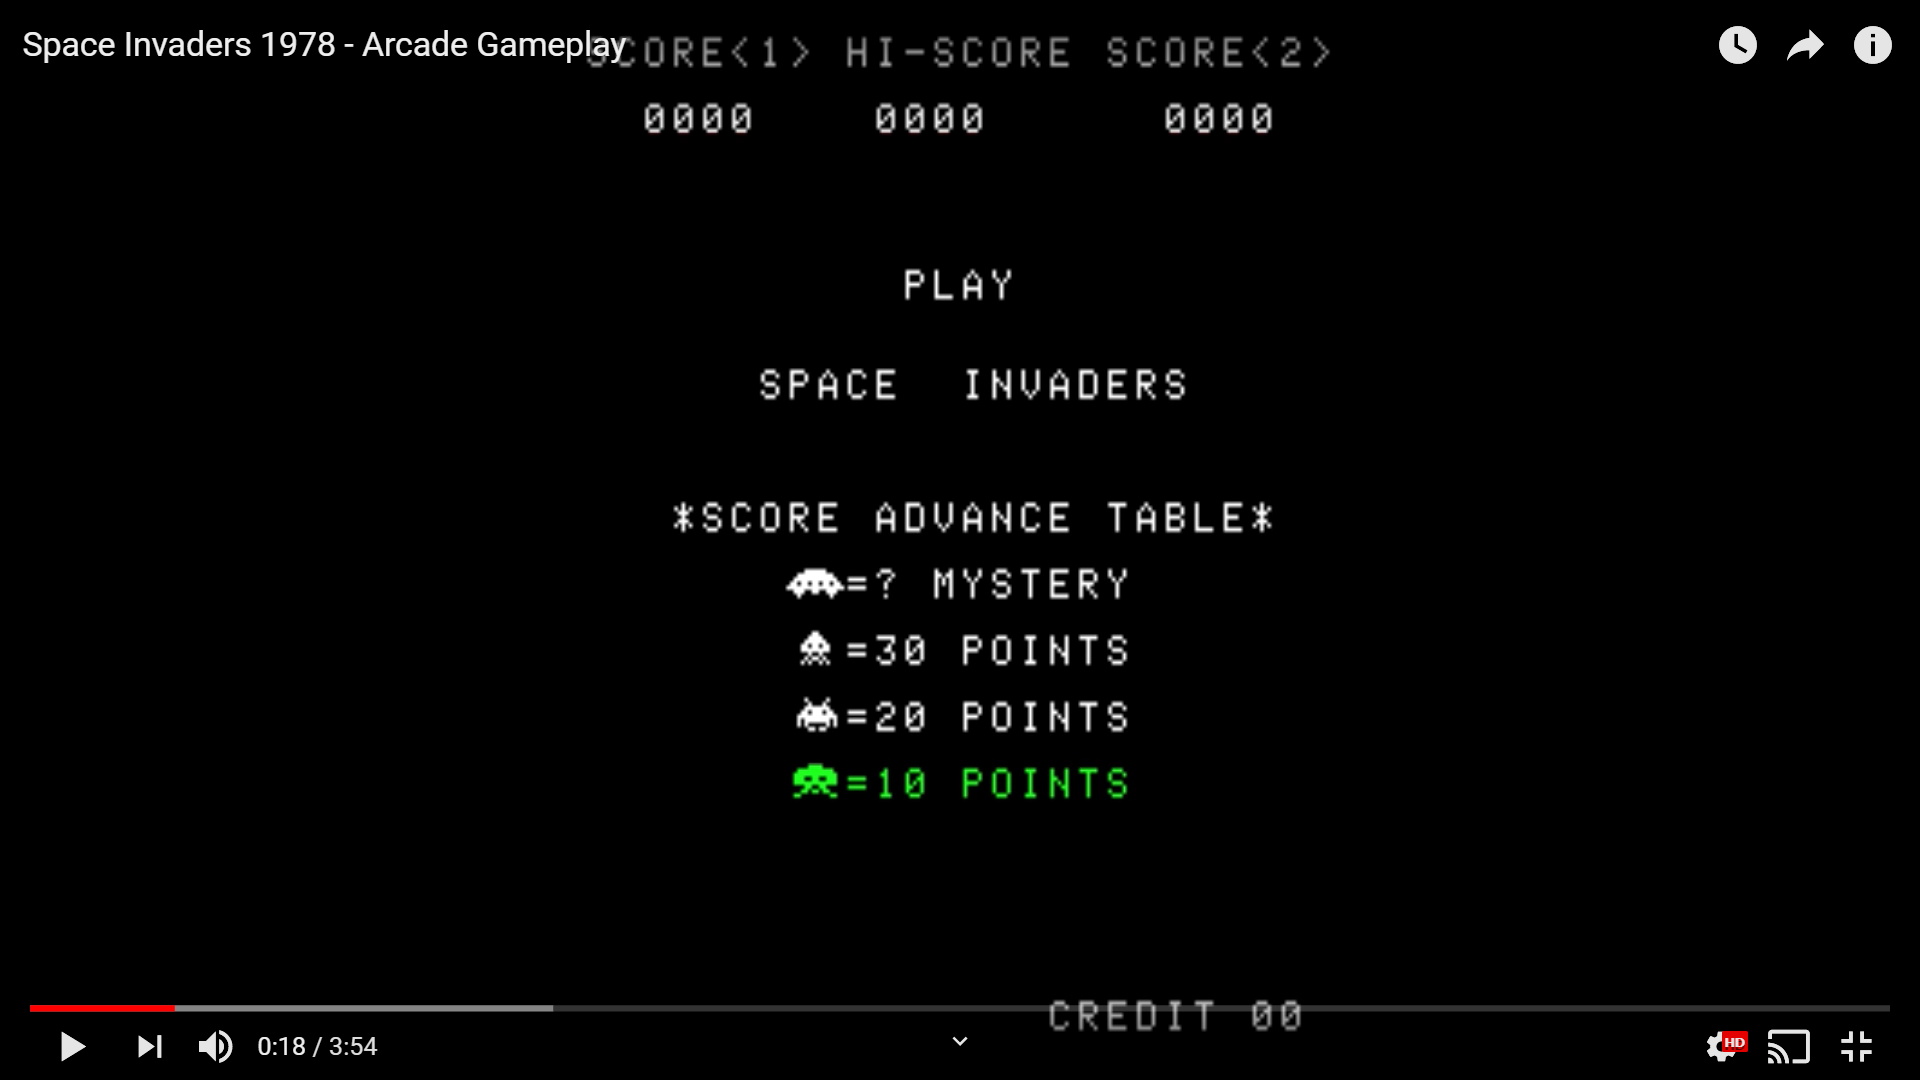 Space Invaders 1978 - Arcade Gameplay
SCORE<1> HI-SCORE SCORE<2>
0000 0000 0000
PLAY
SPACE INVADERS
*SCORE ADVANCE TABLE*
=? MYSTERY
=30 POINTS
=20 POINTS
=10 POINTS
CREDIT 00
0:18 / 3:54
HD